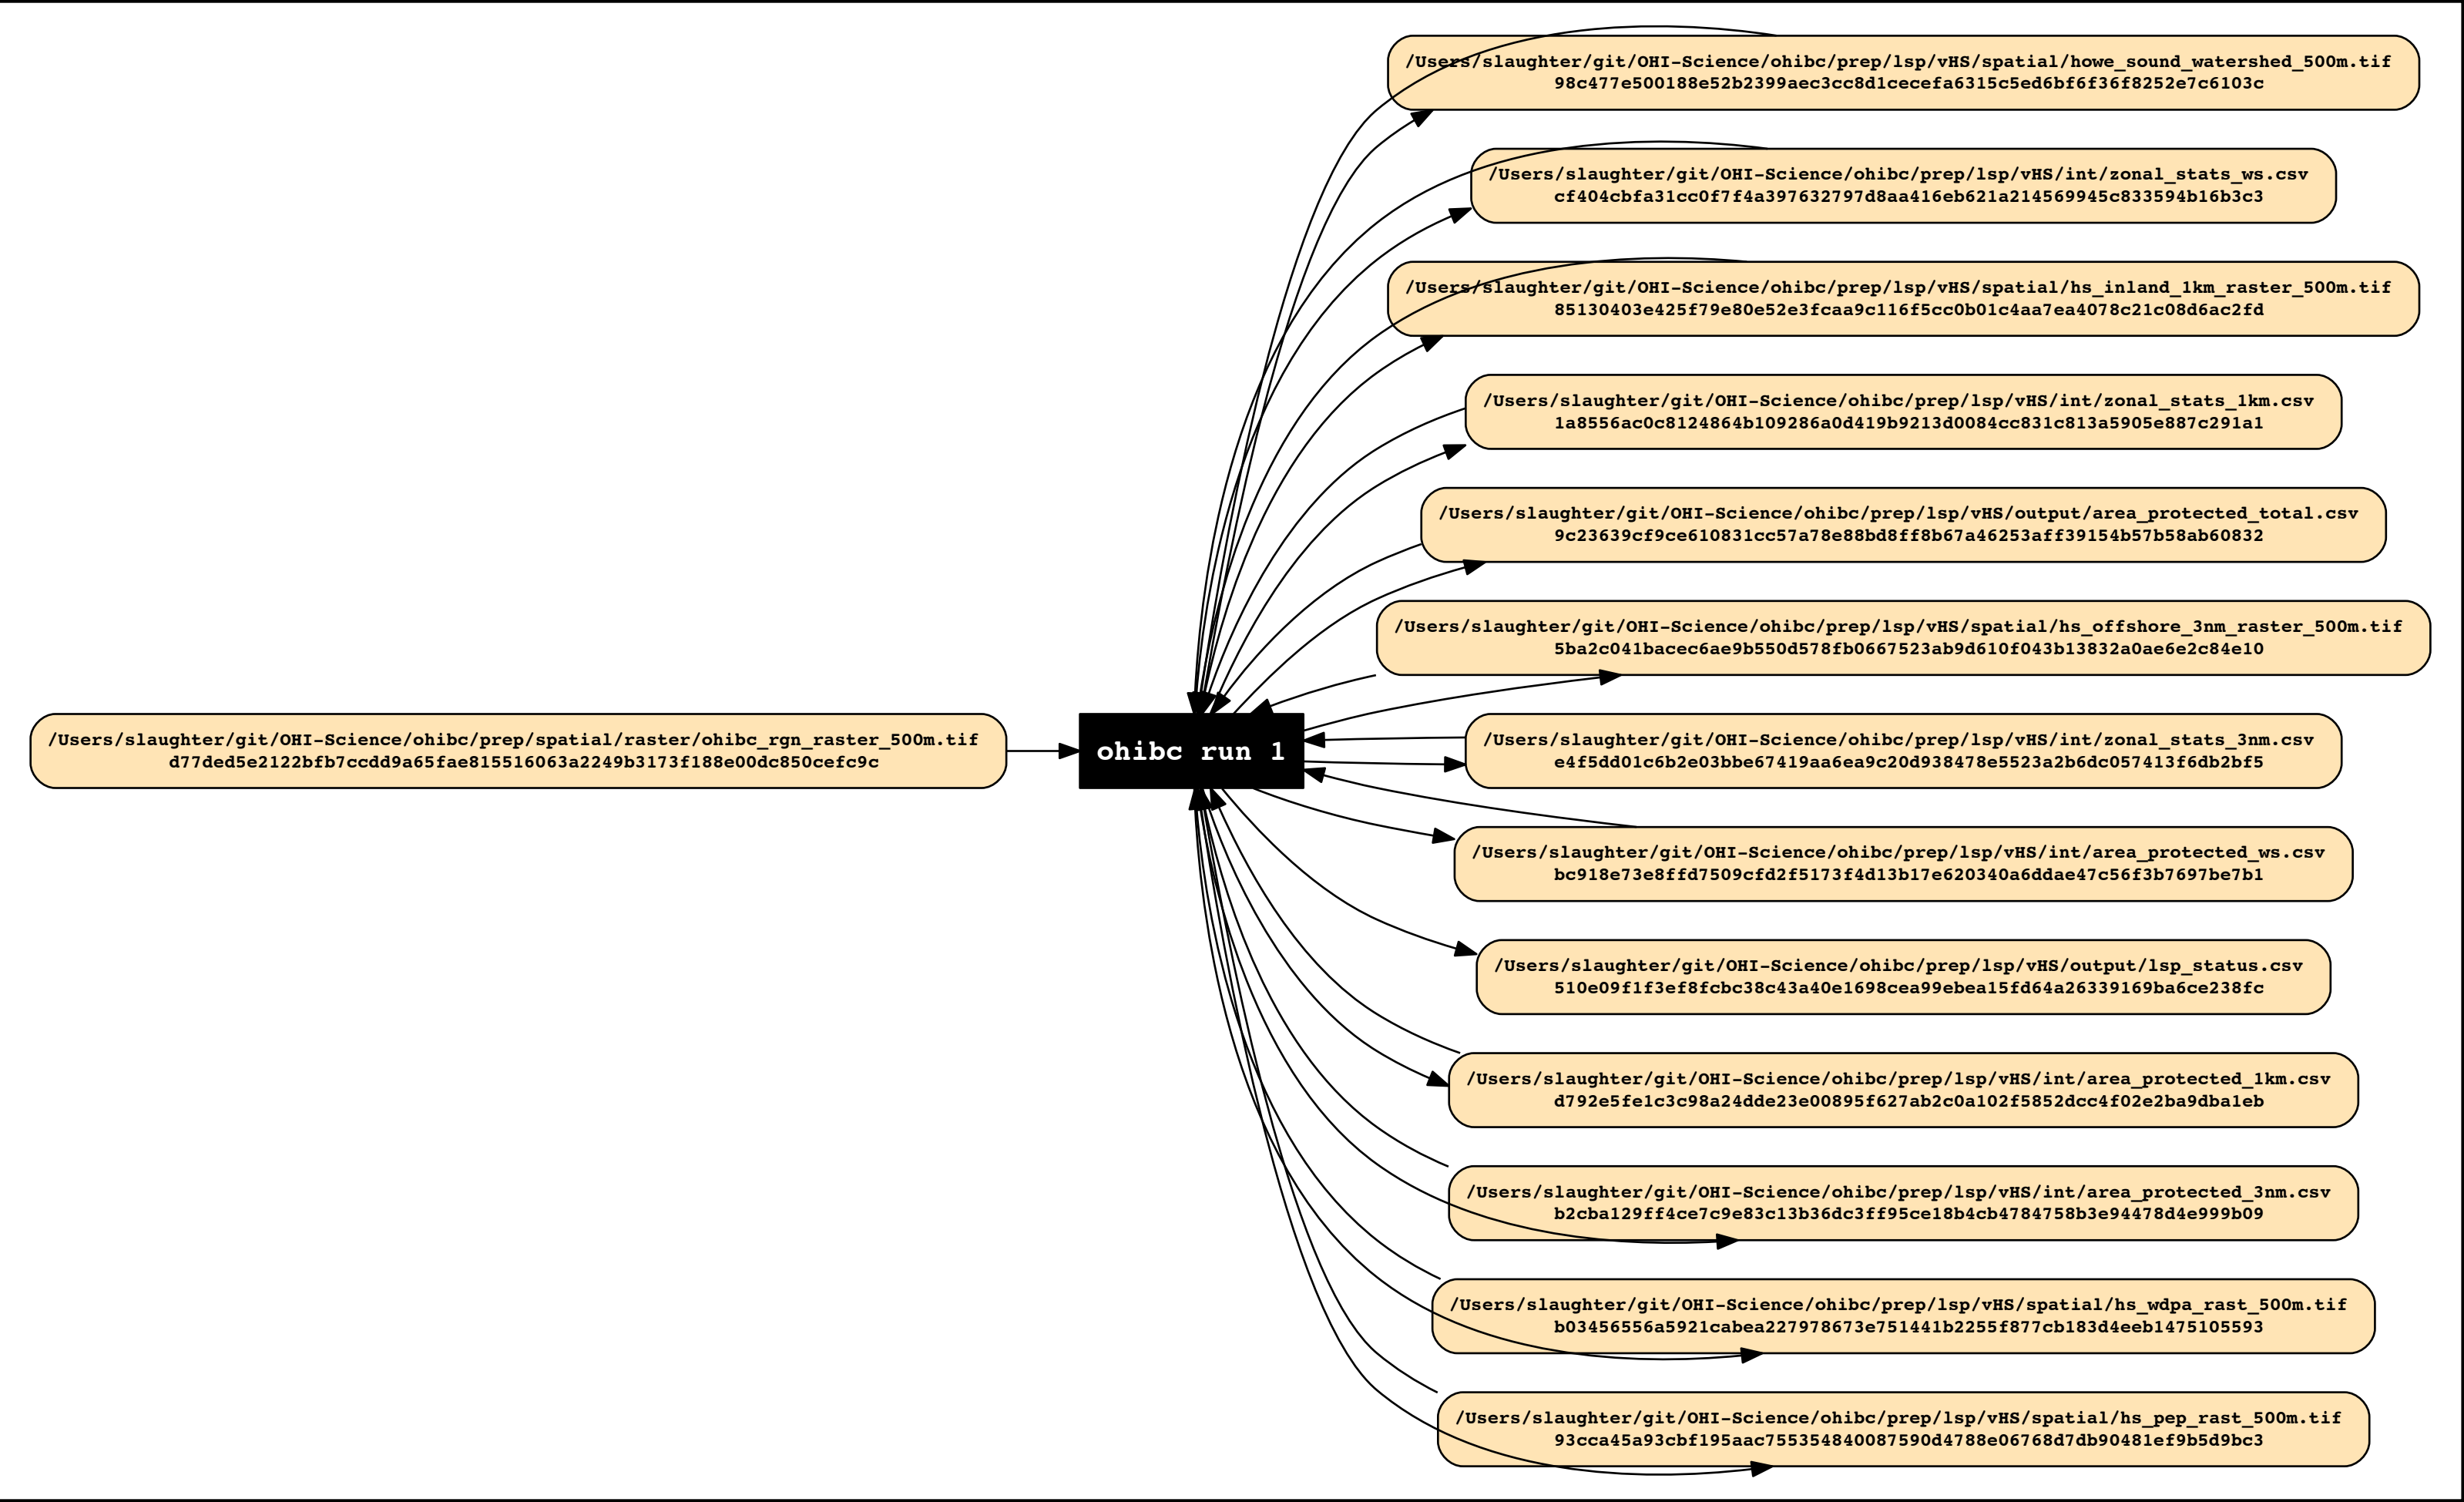 /Users/slaughter/git/OHI-Science/ohibc/prep/lsp/vHS/spatial/howe_sound_watershed_500m.tif
98c477e500188e52b2399aec3cc8d1cecefa6315c5ed6bf6f36f8252e7c6103c
/Users/slaughter/git/OHI-Science/ohibc/prep/lsp/vHS/int/zonal_stats_ws.csv
cf404cbfa31cc0f7f4a397632797d8aa416eb621a214569945c833594b16b3c3
/Users/slaughter/git/OHI-Science/ohibc/prep/lsp/vHS/spatial/hs_inland_1km_raster_500m.tif
85130403e425f79e80e52e3fcaa9c116f5cc0b01c4aa7ea4078c21c08d6ac2fd
/Users/slaughter/git/OHI-Science/ohibc/prep/lsp/vHS/int/zonal_stats_1km.csv
1a8556ac0c8124864b109286a0d419b9213d0084cc831c813a5905e887c291a1
/Users/slaughter/git/OHI-Science/ohibc/prep/lsp/vHS/output/area_protected_total.csv
9c23639cf9ce610831cc57a78e88bd8ff8b67a46253aff39154b57b58ab60832
/Users/slaughter/git/OHI-Science/ohibc/prep/lsp/vHS/spatial/hs_offshore_3nm_raster_500m.tif
5ba2c041bacec6ae9b550d578fb0667523ab9d610f043b13832a0ae6e2c84e10
/Users/slaughter/git/OHI-Science/ohibc/prep/spatial/raster/ohibc_rgn_raster_500m.tif
d77ded5e2122bfb7ccdd9a65fae815516063a2249b3173f188e00dc850cefc9c
ohibc run 1
/Users/slaughter/git/OHI-Science/ohibc/prep/lsp/vHS/int/zonal_stats_3nm.csv
e4f5dd01c6b2e03bbe67419aa6ea9c20d938478e5523a2b6dc057413f6db2bf5
/Users/slaughter/git/OHI-Science/ohibc/prep/lsp/vHS/int/area_protected_ws.csv
bc918e73e8ffd7509cfd2f5173f4d13b17e620340a6ddae47c56f3b7697be7b1
/Users/slaughter/git/OHI-Science/ohibc/prep/lsp/vHS/output/lsp_status.csv
510e09f1f3ef8fcbc38c43a40e1698cea99ebea15fd64a26339169ba6ce238fc
/Users/slaughter/git/OHI-Science/ohibc/prep/lsp/vHS/int/area_protected_1km.csv
d792e5fe1c3c98a24dde23e00895f627ab2c0a102f5852dcc4f02e2ba9dba1eb
/Users/slaughter/git/OHI-Science/ohibc/prep/lsp/vHS/int/area_protected_3nm.csv
b2cba129ff4ce7c9e83c13b36dc3ff95ce18b4cb4784758b3e94478d4e999b09
/Users/slaughter/git/OHI-Science/ohibc/prep/lsp/vHS/spatial/hs_wdpa_rast_500m.tif
b03456556a5921cabea227978673e751441b2255f877cb183d4eeb1475105593
/Users/slaughter/git/OHI-Science/ohibc/prep/lsp/vHS/spatial/hs_pep_rast_500m.tif
93cca45a93cbf195aac755354840087590d4788e06768d7db90481ef9b5d9bc3